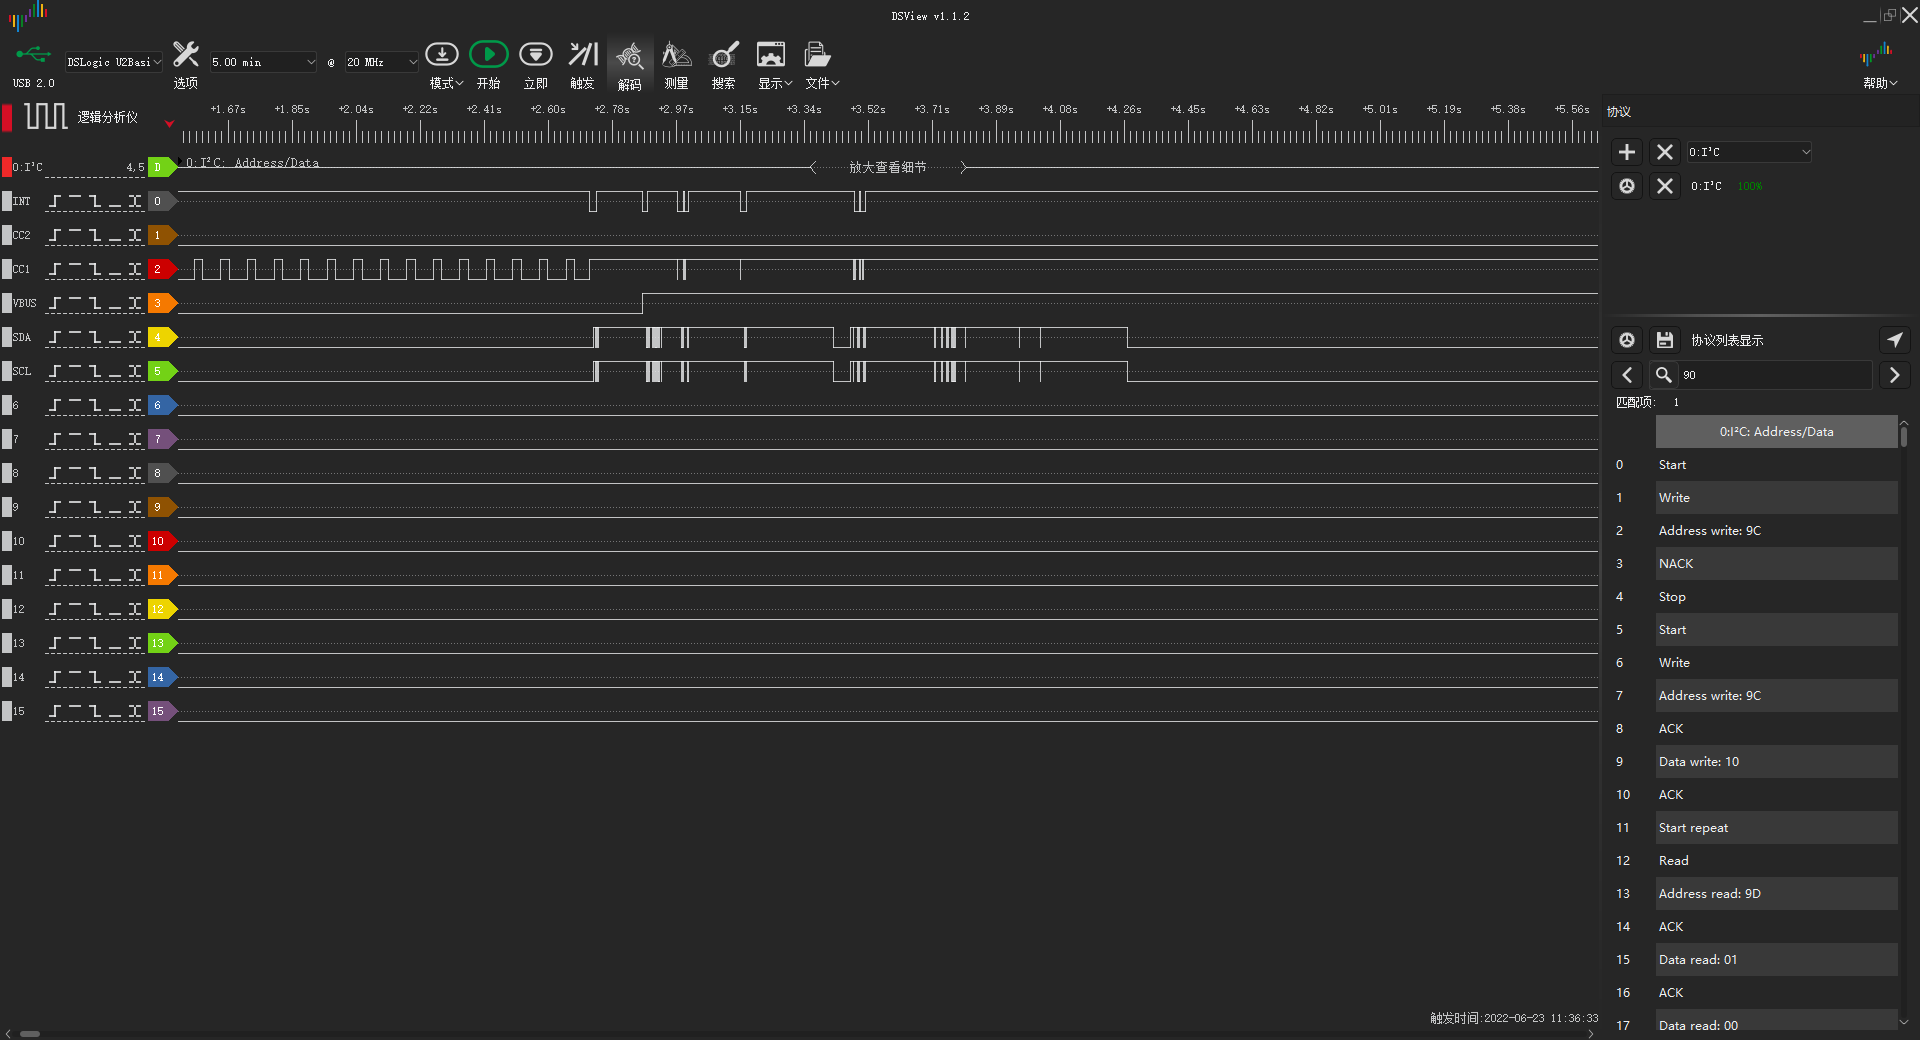 DSView v1.1.2
USB 2.0
DSLogic U2Basi
选项
5.00 min
@
20 MHz
模式
开始
立即
触发
解码
测量
搜索
显示
文件
帮助
逻辑分析仪
+1.67s +1.85s +2.04s +2.22s +2.41s +2.60s +2.78s +2.97s +3.15s +3.34s +3.52s +3.71s +3.89s +4.08s +4.26s +4.45s +4.63s +4.82s +5.01s +5.19s +5.38s +5.56s
0:I²C 4,5 D 0:I²C: Address/Data 放大查看细节
INT 0
CC2 1
CC1 2
VBUS 3
SDA 4
SCL 5
6 6
7 7
8 8
9 9
10 10
11 11
12 12
13 13
14 14
15 15
触发时间:2022-06-23 11:36:33
协议
0:I²C
0:I²C 100%
协议列表显示
90
匹配项: 1
0:I²C: Address/Data
0 Start
1 Write
2 Address write: 9C
3 NACK
4 Stop
5 Start
6 Write
7 Address write: 9C
8 ACK
9 Data write: 10
10 ACK
11 Start repeat
12 Read
13 Address read: 9D
14 ACK
15 Data read: 01
16 ACK
17 Data read: 00